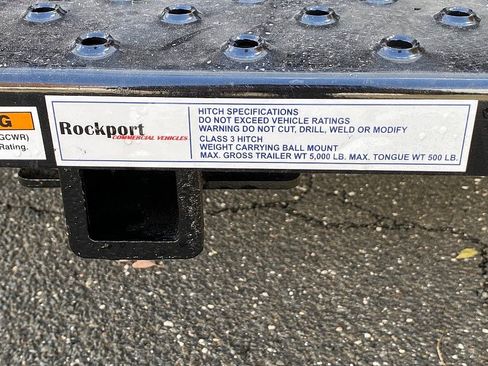 G
GCWR)
Rating.
Rockport
COMMERCIAL VEHICLES
HITCH SPECIFICATIONS
DO NOT EXCEED VEHICLE RATINGS
WARNING DO NOT CUT, DRILL, WELD OR MODIFY
CLASS 3 HITCH
WEIGHT CARRYING BALL MOUNT
MAX. GROSS TRAILER WT 5,000 LB. MAX. TONGUE WT 500 LB.